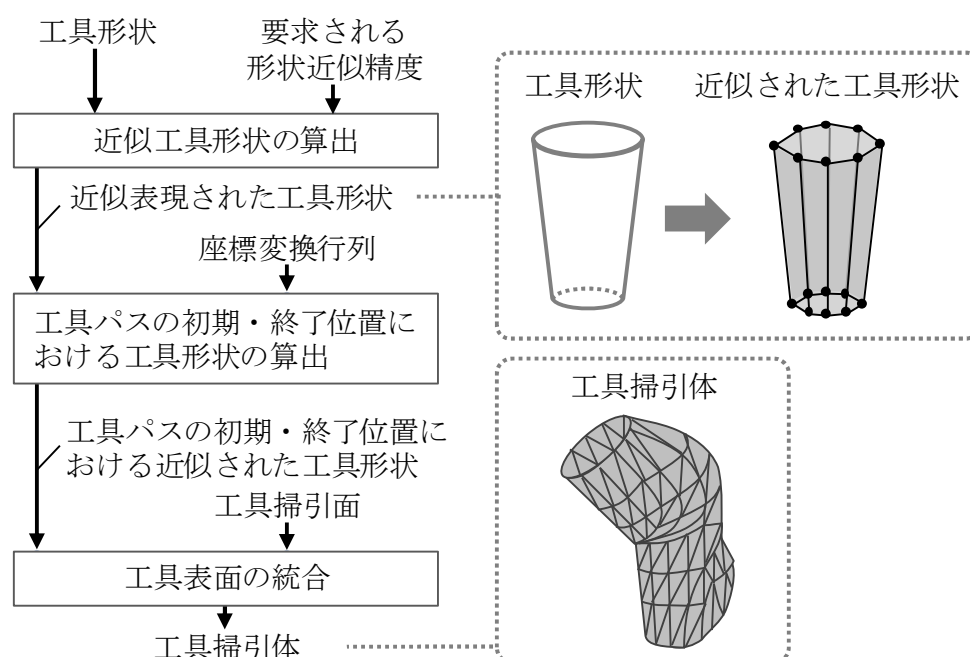 工具形状
要求される
形状近似精度
近似工具形状の算出
近似表現された工具形状
座標変換行列
工具パスの初期・終了位置に
おける工具形状の算出
工具パスの初期・終了位置に
おける近似された工具形状
工具掃引面
工具表面の統合
工具掃引体
工具形状
近似された工具形状
工具掃引体